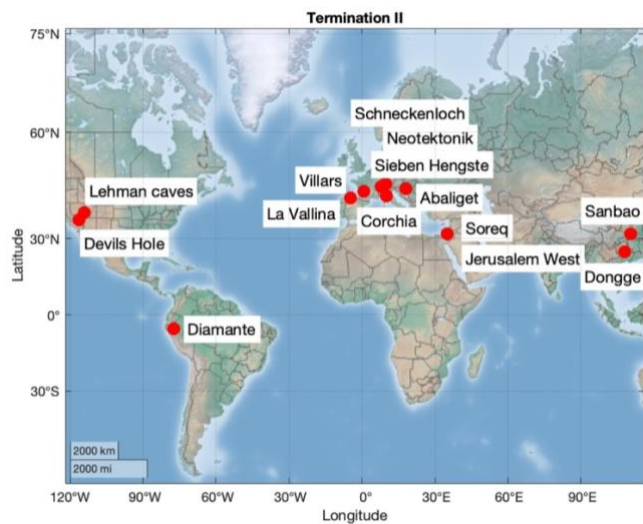 Termination II
75°N
60°N
30°N
0°
30°S
Latitude
Schneckenloch
Neotektonik
Sieben Hengste
Villars
Abaliget
La Vallina
Corchia
Lehman caves
Devils Hole
Soreq
Jerusalem West
Sanbao
Dongge
Diamante
2000 km
2000 mi
120°W
90°W
60°W
30°W
0°
30°E
60°E
90°E
Longitude